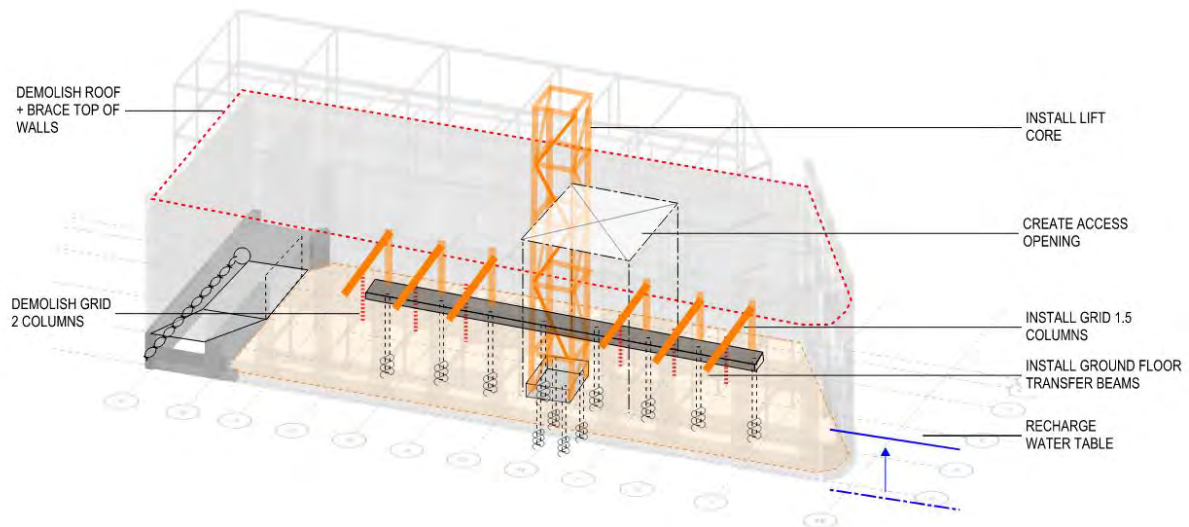 DEMOLISH ROOF
+ BRACE TOP OF
WALLS
DEMOLISH GRID
2 COLUMNS
INSTALL LIFT
CORE
CREATE ACCESS
OPENING
INSTALL GRID 1.5
COLUMNS
INSTALL GROUND FLOOR
TRANSFER BEAMS
RECHARGE
WATER TABLE